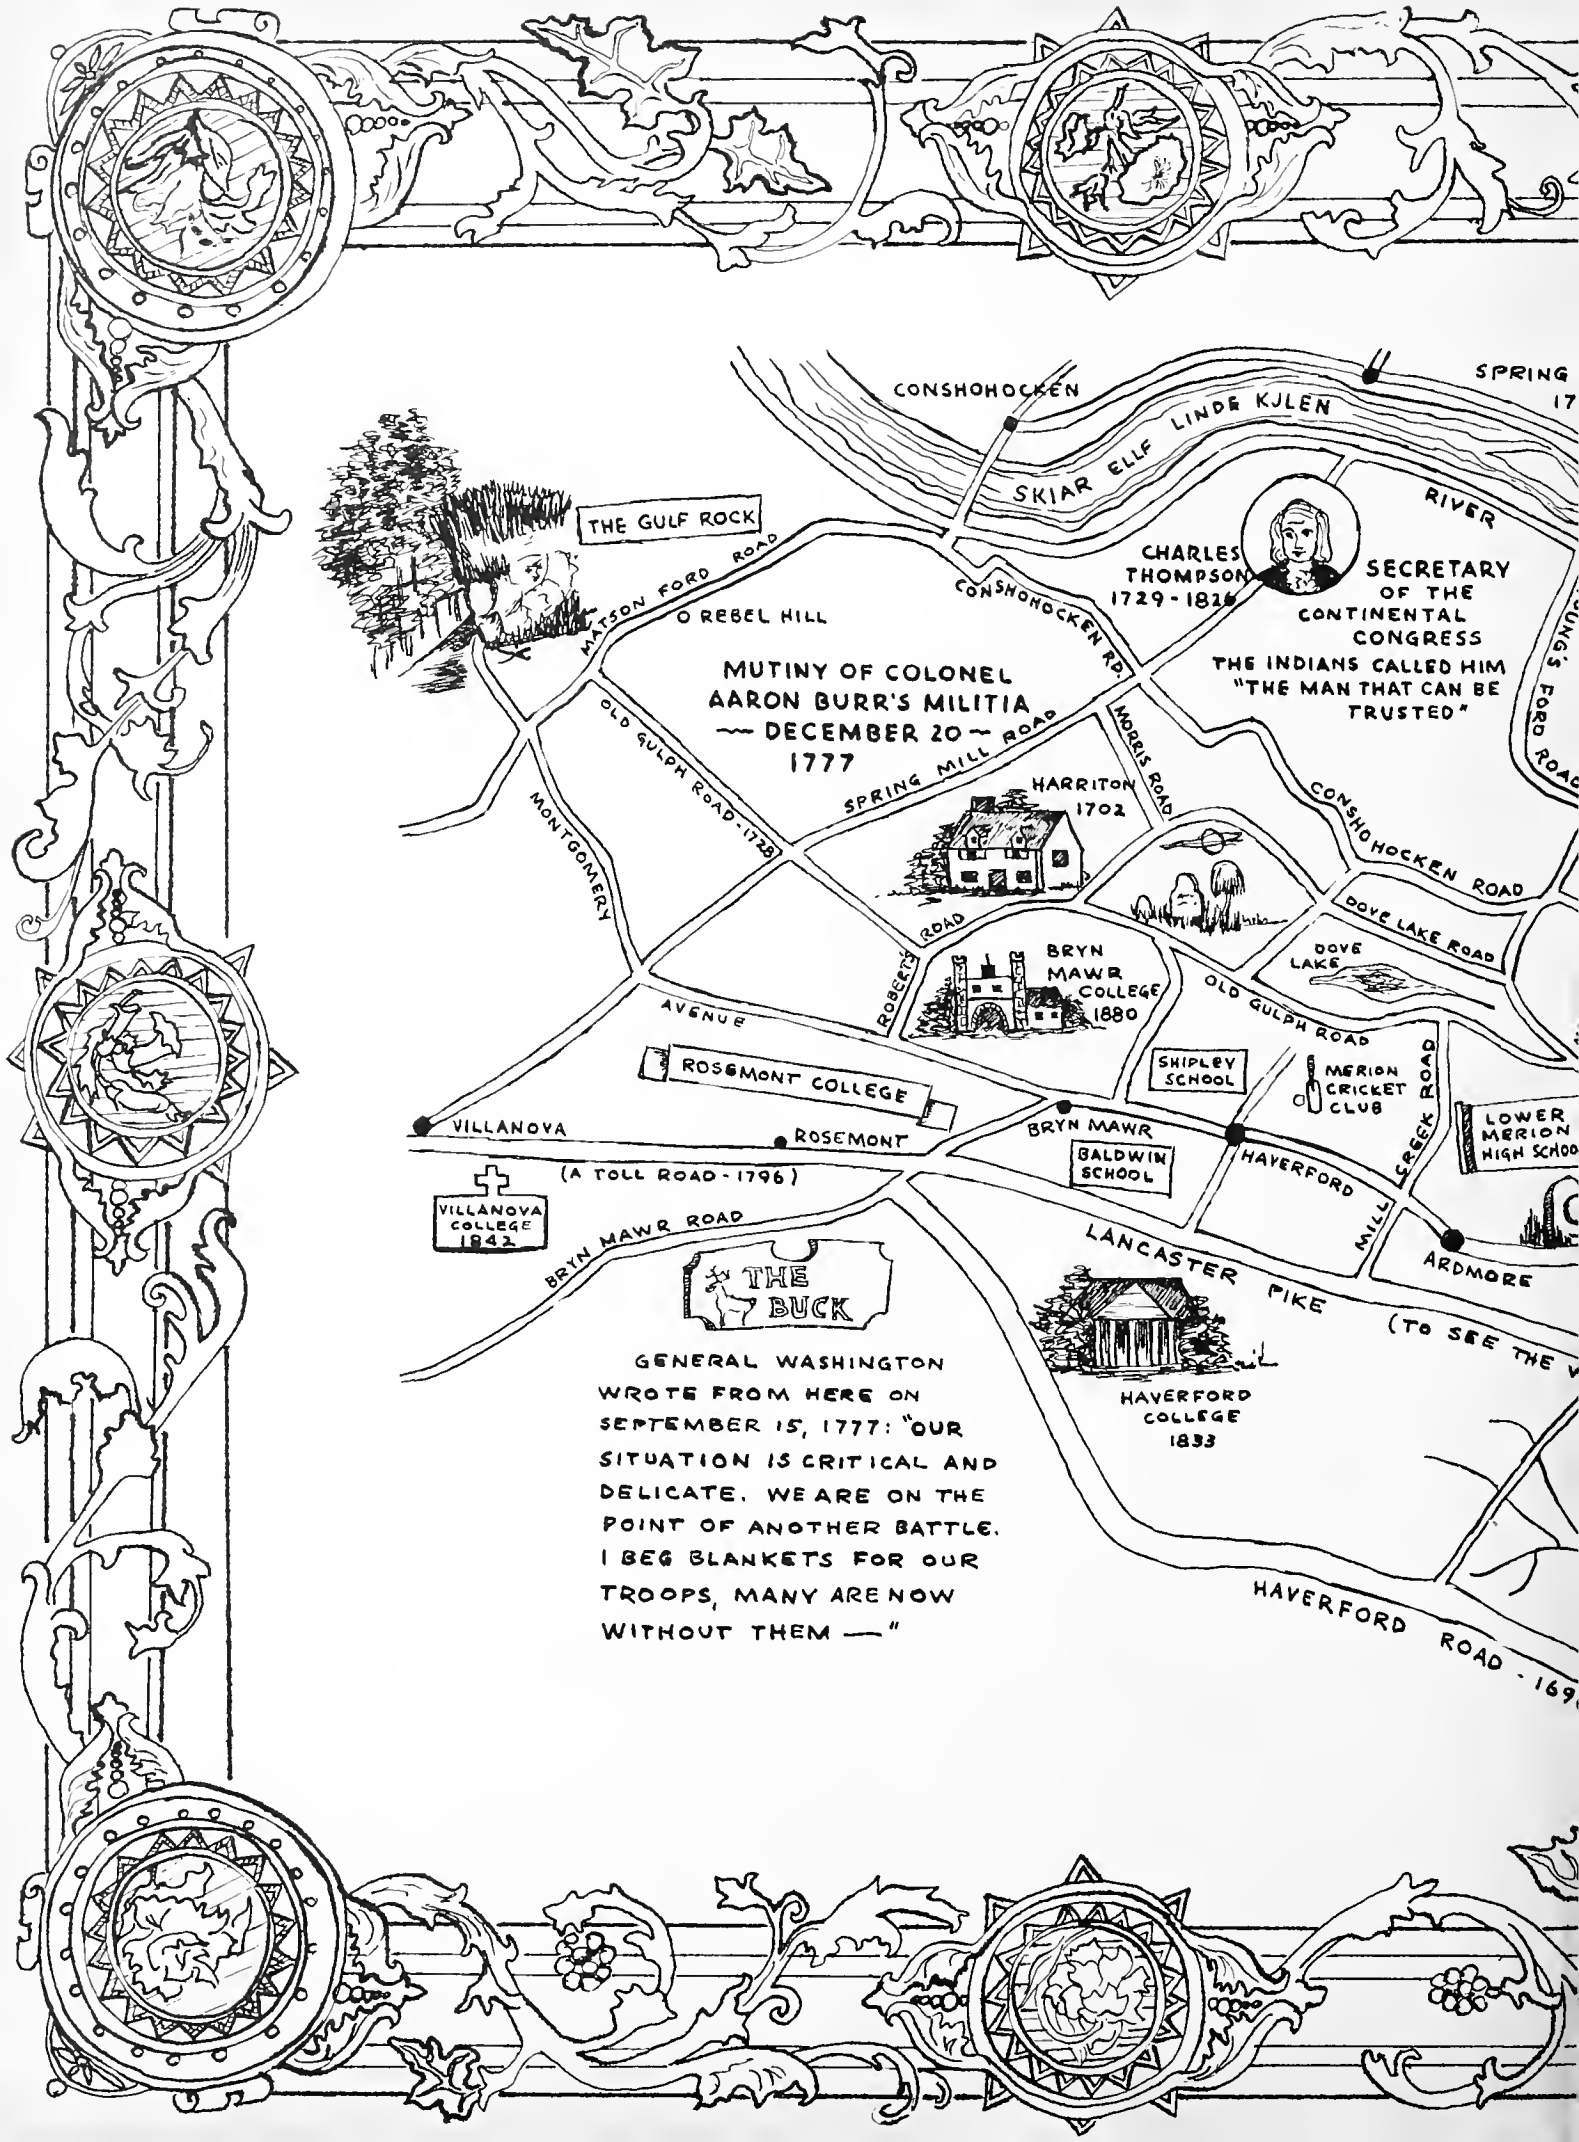 CONSHOHOCKEN
SPRING
17
SKIAR ELLF LINDE KJLEN
RIVER
THE GULF ROCK
MATSON FORD ROAD
O REBEL HILL
CONSHOHOCKEN RD.
CHARLES
THOMPSON
1729-1826
SECRETARY
OF THE
CONTINENTAL
CONGRESS
THE INDIANS CALLED HIM
"THE MAN THAT CAN BE
TRUSTED"
OUNG'S FORD ROAD
MUTINY OF COLONEL
AARON BURR'S MILITIA
~ DECEMBER 20 ~
1777
OLD GULPH ROAD - 1728
SPRING MILL ROAD
MORRIS ROAD
HARRITON
1702
MONTGOMERY
AVENUE
CONSHOHOCKEN ROAD
DOVE LAKE ROAD
DOVE
LAKE
ROBERTS ROAD
BRYN
MAWR
COLLEGE
1880
OLD GULPH ROAD
SHIPLEY
SCHOOL
MERION
CRICKET
CLUB
MILL CREEK ROAD
LOWER
MERION
HIGH SCHOO
ROSEMONT COLLEGE
VILLANOVA
ROSEMONT
BRYN MAWR
HAVERFORD
BALDWIN
SCHOOL
(A TOLL ROAD - 1796)
VILLANOVA
COLLEGE
1842
BRYN MAWR ROAD
ARDMORE
LANCASTER PIKE
(TO SEE THE
THE
BUCK
HAVERFORD
COLLEGE
1833
GENERAL WASHINGTON
WROTE FROM HERE ON
SEPTEMBER 15, 1777: "OUR
SITUATION IS CRITICAL AND
DELICATE. WE ARE ON THE
POINT OF ANOTHER BATTLE.
I BEG BLANKETS FOR OUR
TROOPS, MANY ARE NOW
WITHOUT THEM —"
HAVERFORD ROAD - 169